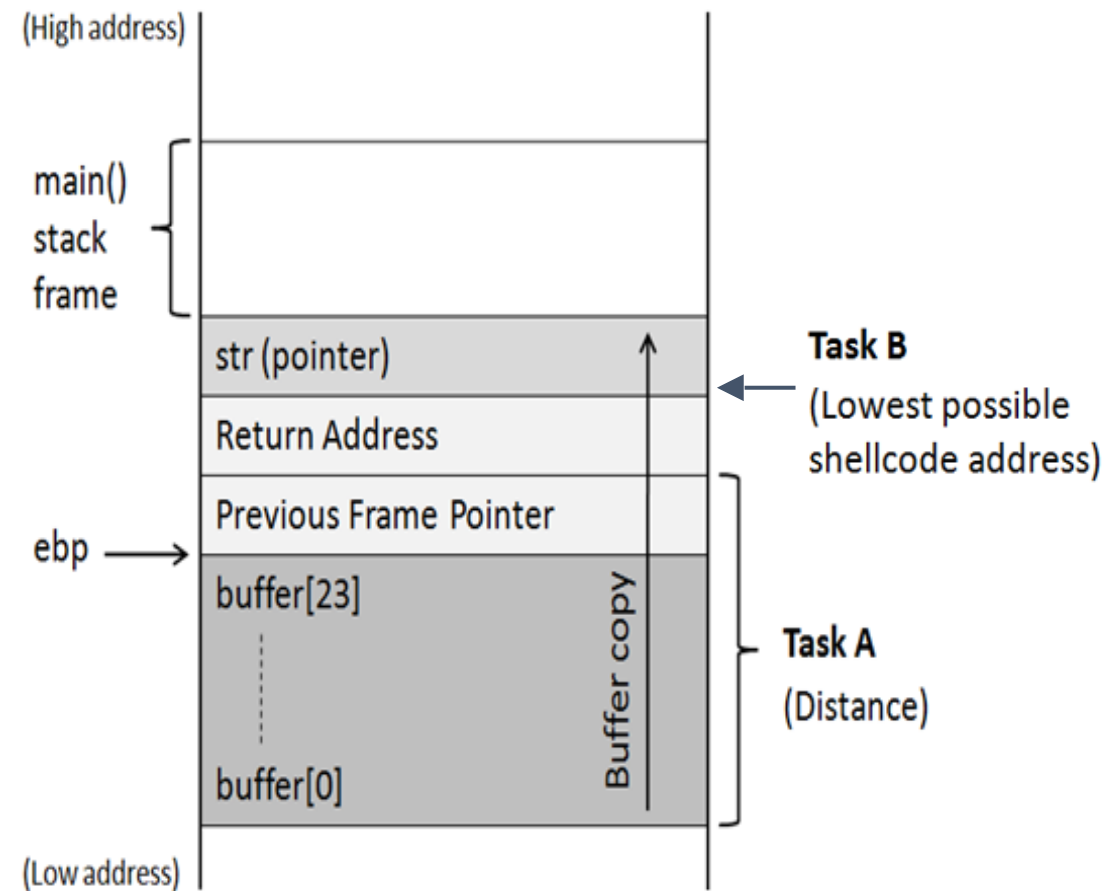 (High address)
main()
stack
frame
str (pointer)
Return Address
Previous Frame Pointer
ebp
buffer[23]
buffer[0]
Buffer copy
Task B
(Lowest possible
shellcode address)
Task A
(Distance)
(Low address)